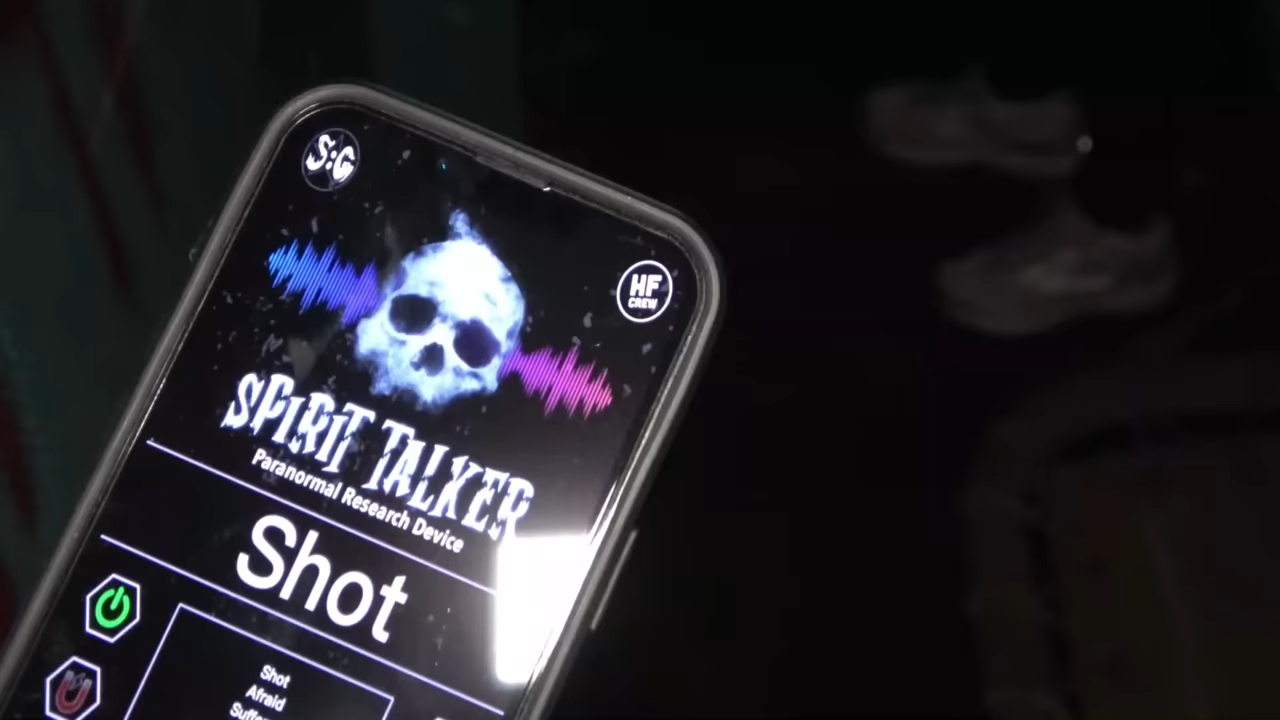 S:G
HF
CREW
SPIRIT TALKER
Paranormal Research Device
Shot
Shot
Afraid